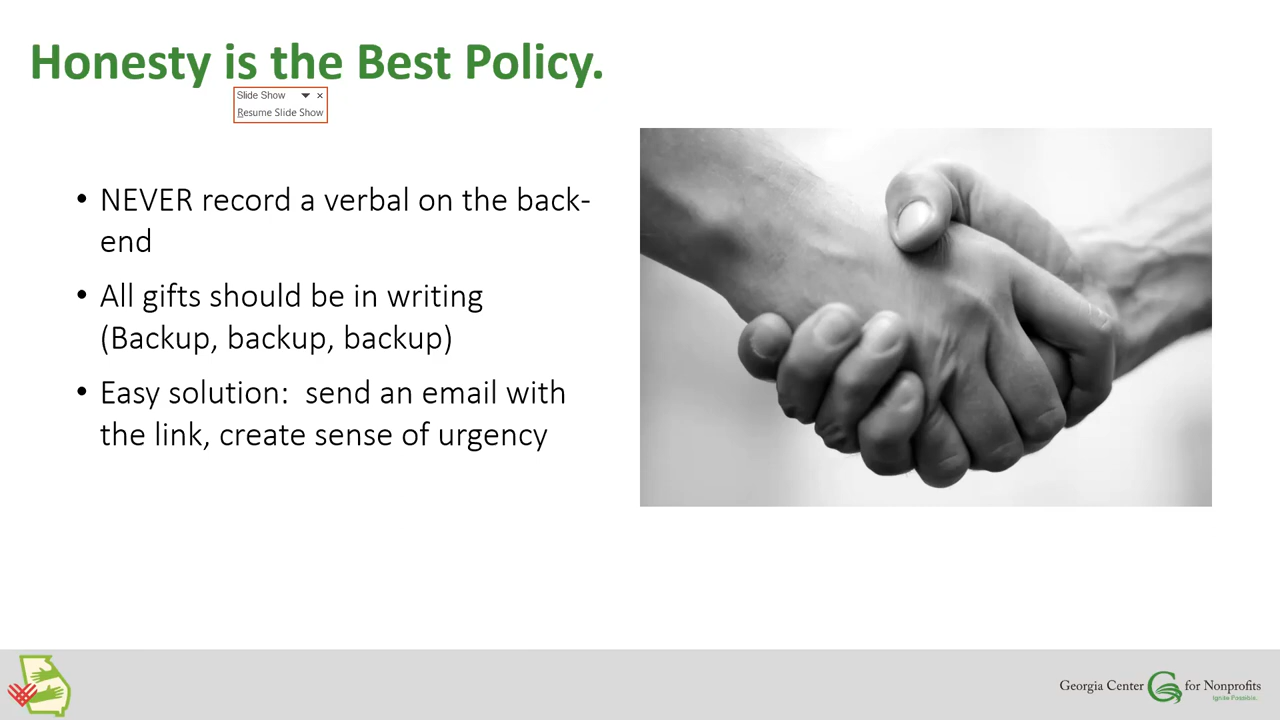 Honesty is the Best Policy.
Slide Show
Resume Slide Show
• NEVER record a verbal on the back-
end
• All gifts should be in writing
(Backup, backup, backup)
• Easy solution:  send an email with
the link, create sense of urgency
Georgia Center for Nonprofits
Ignite Possible.